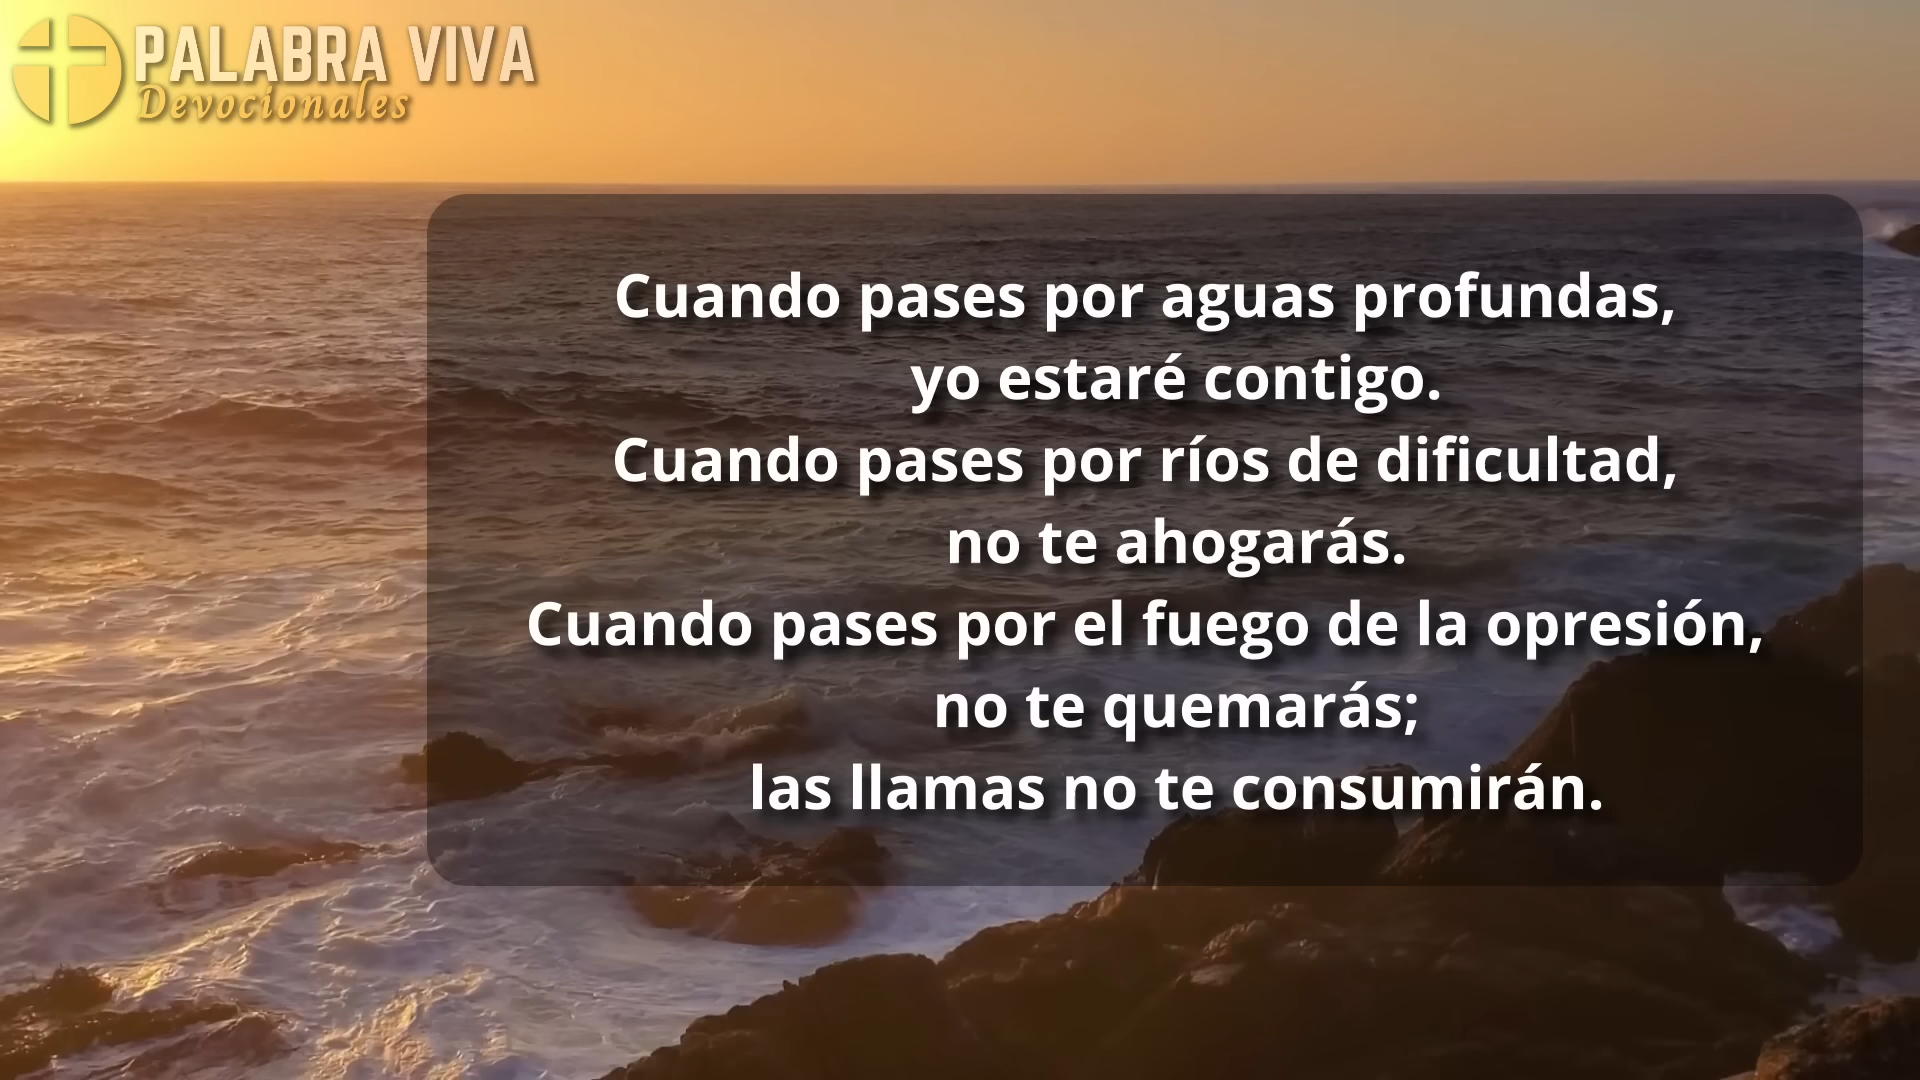 PALABRA VIVA
Devocionales
Cuando pases por aguas profundas,
yo estaré contigo.
Cuando pases por ríos de dificultad,
no te ahogarás.
Cuando pases por el fuego de la opresión,
no te quemarás;
las llamas no te consumirán.